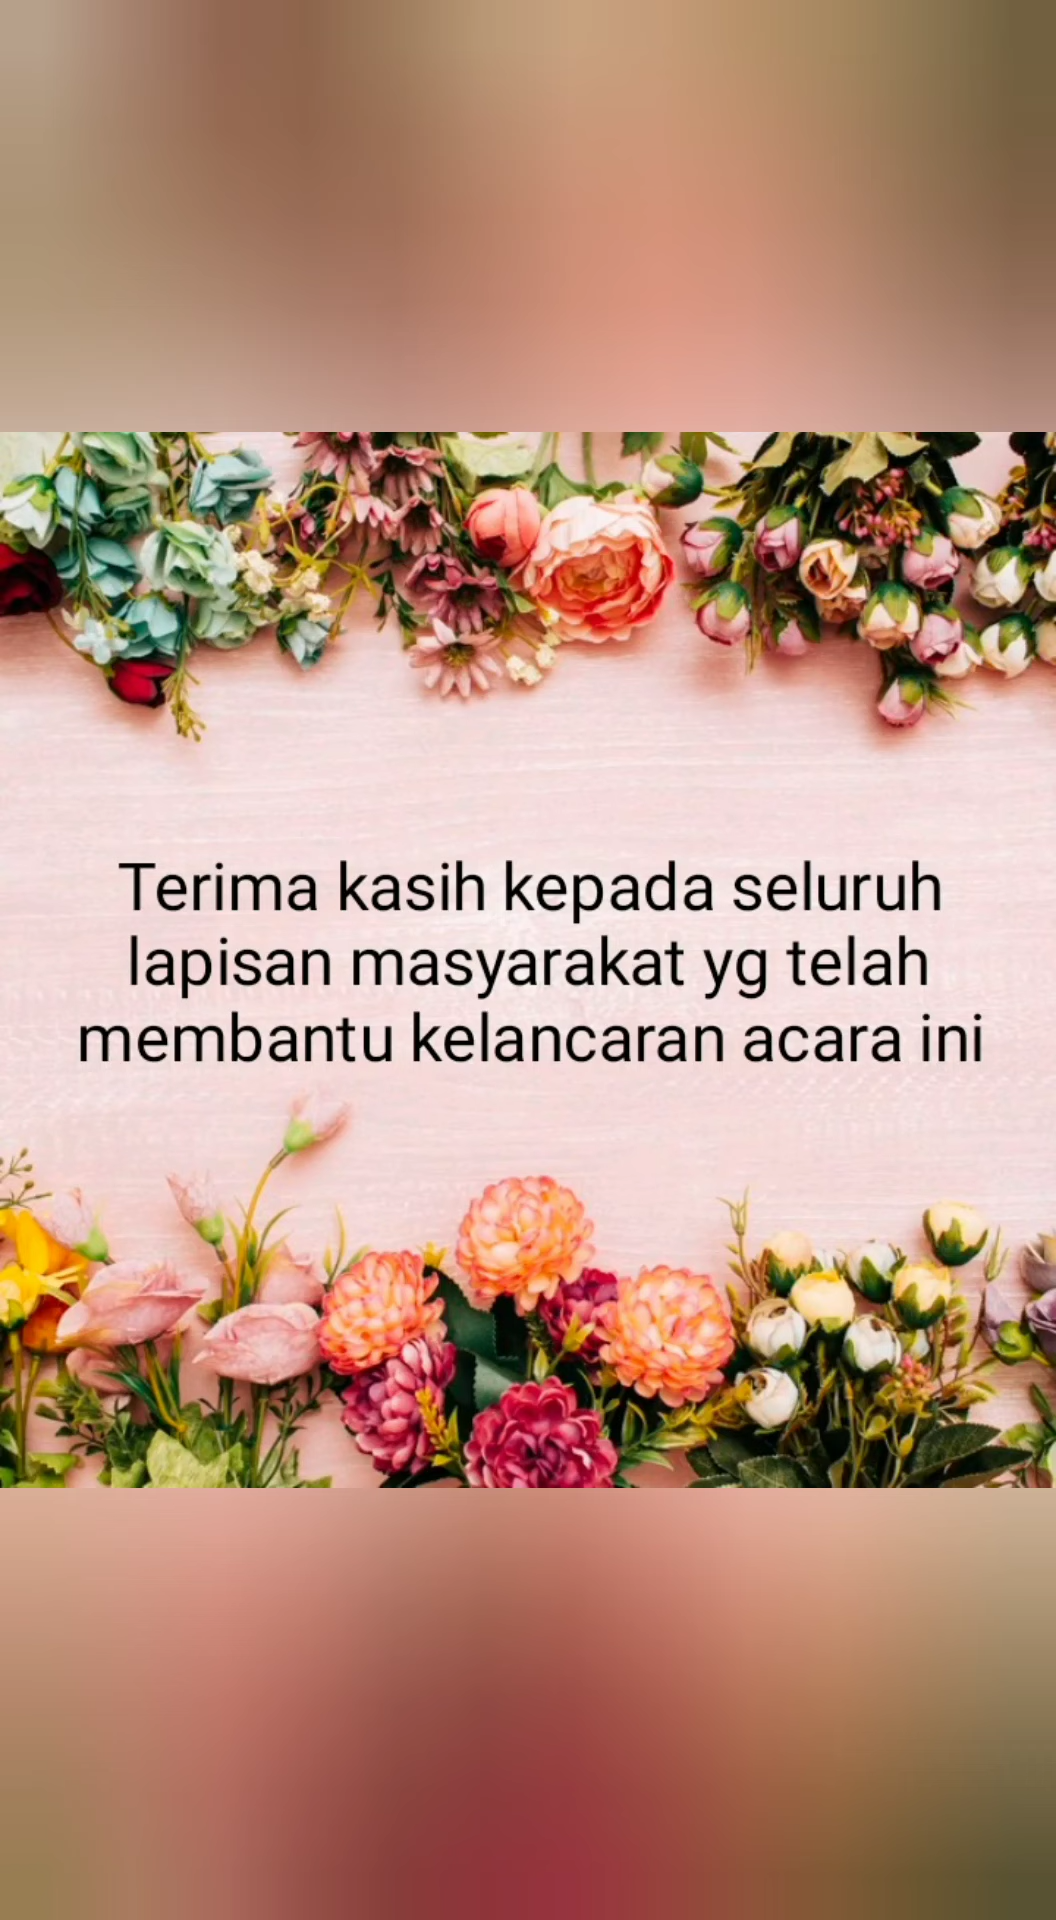 Terima kasih kepada seluruh
lapisan masyarakat yg telah
membantu kelancaran acara ini